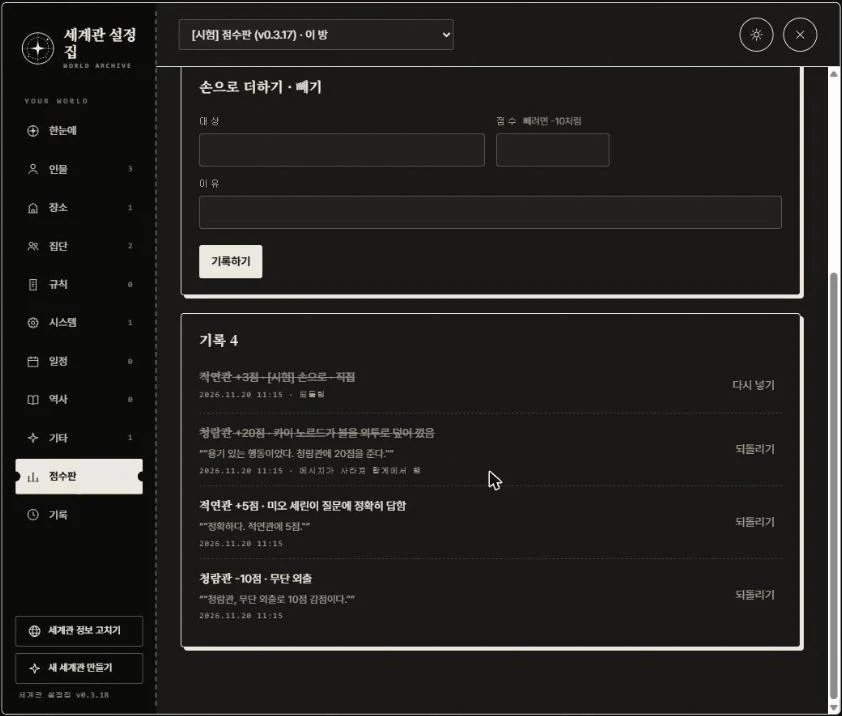 세계관 설정
집
WORLD ARCHIVE
YOUR WORLD
한눈에
인물 3
장소 1
집단 2
규칙 0
시스템 1
일정 0
역사 0
기타 1
점수판
기록
세계관 정보 고치기
새 세계관 만들기
세계관 설정집 v0.3.18
[시험] 점수판 (v0.3.17) · 이 방
손으로 더하기 · 빼기
대상
점수 빼려면 -10처럼
이유
기록하기
기록 4
적연관 +3점 · [시험] 손으로 · 직접
2026.11.20 11:15 · 되돌림
다시 넣기
청람관 +20점 · 카이 노르드가 불을 외투로 덮어 껐음
""용기 있는 행동이었다. 청람관에 20점을 준다.""
2026.11.20 11:15 · 메시지가 사라져 합계에서 뺌
되돌리기
적연관 +5점 · 미오 세린이 질문에 정확히 답함
""정확하다. 적연관에 5점.""
2026.11.20 11:15
되돌리기
청람관 -10점 · 무단 외출
""청람관, 무단 외출로 10점 감점이다.""
2026.11.20 11:15
되돌리기